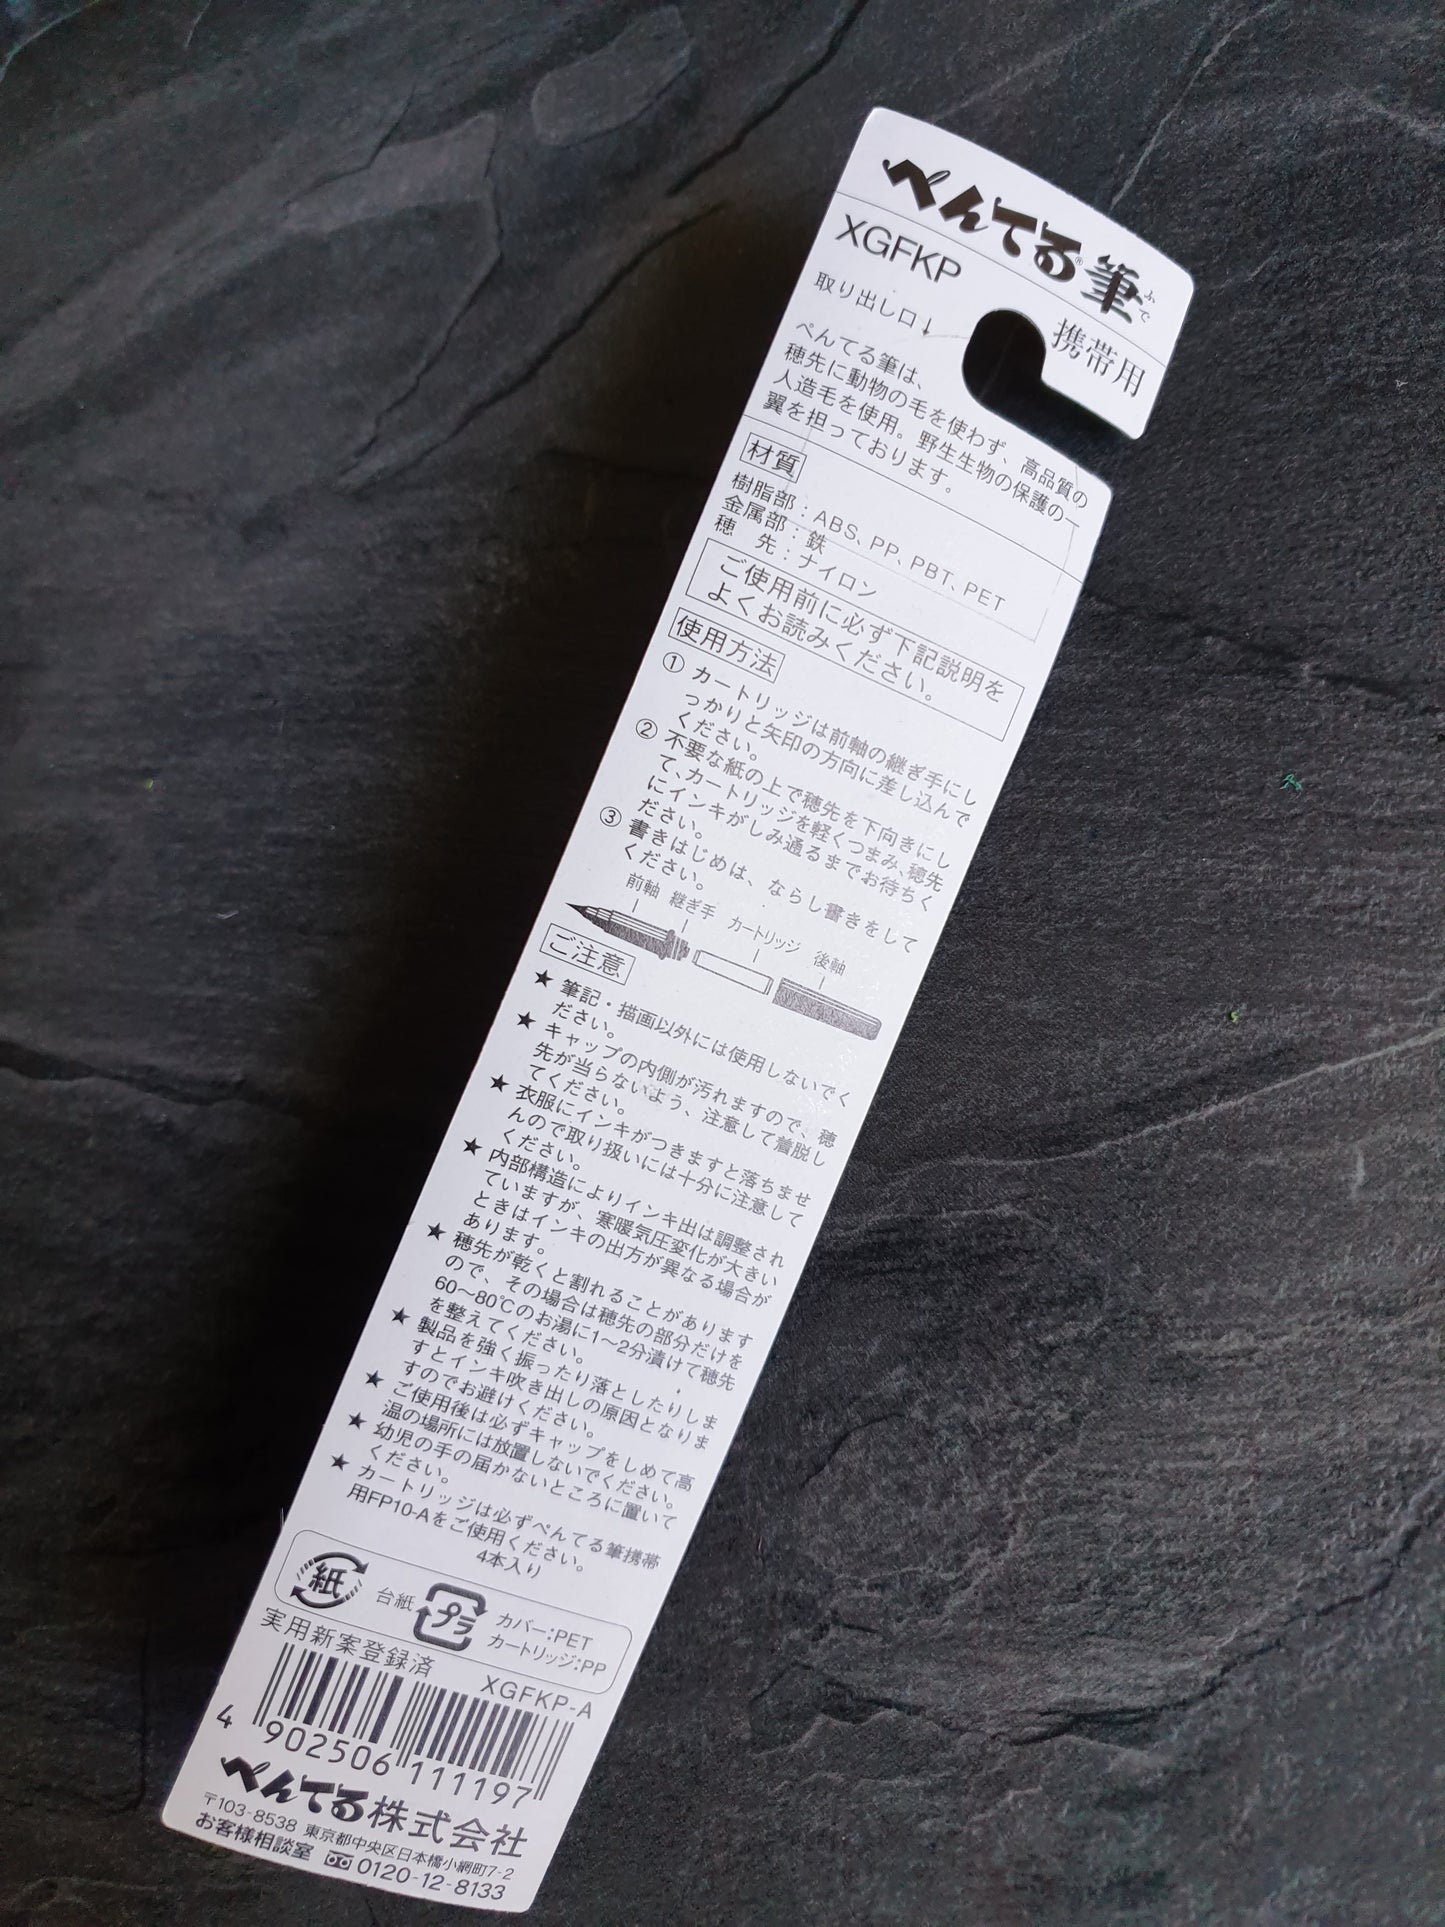 ぺんてる®筆
ふで
XGFKP
携帯用
取り出し口↓
ぺんてる筆は、
穂先に動物の毛を使わず、高品質の
人造毛を使用。野生生物の保護の一
翼を担っております。
材質
樹脂部：ABS、PP、PBT、PET
金属部：鉄
穂　先：ナイロン
ご使用前に必ず下記説明を
よくお読みください。
使用方法
① カートリッジは前軸の継ぎ手にし
っかりと矢印の方向に差し込んで
ください。
② 不要な紙の上で穂先を下向きにし
て、カートリッジを軽くつまみ、穂先
にインキがしみ通るまでお待ちく
ださい。
③ 書きはじめは、ならし書きをして
ください。
前軸 継ぎ手 カートリッジ 後軸
ご注意
★ 筆記・描画以外には使用しないでく
ださい。
★ キャップの内側が汚れますので、穂
先が当らないよう、注意して着脱し
てください。
★ 衣服にインキがつきますと落ちませ
んので取り扱いには十分に注意して
ください。
★ 内部構造によりインキ出は調整され
ていますが、寒暖気圧変化が大きい
ときはインキの出方が異なる場合が
あります。
★ 穂先が乾くと割れることがあります
ので、その場合は穂先の部分だけを
60〜80℃のお湯に1〜2分漬けて穂先
を整えてください。
★ 製品を強く振ったり落としたりしま
すとインキ吹き出しの原因となりま
すのでお避けください。
★ ご使用後は必ずキャップをしめて高
温の場所には放置しないでください。
★ 幼児の手の届かないところに置いて
ください。
★ カートリッジは必ずぺんてる筆携帯
用FP10-Aをご使用ください。
4本入り
紙 台紙 プラ カバー:PET
カートリッジ:PP
実用新案登録済
XGFKP-A
4 902506 111197
ぺんてる株式会社
〒103-8538 東京都中央区日本橋小網町7-2
お客様相談室 0120-12-8133